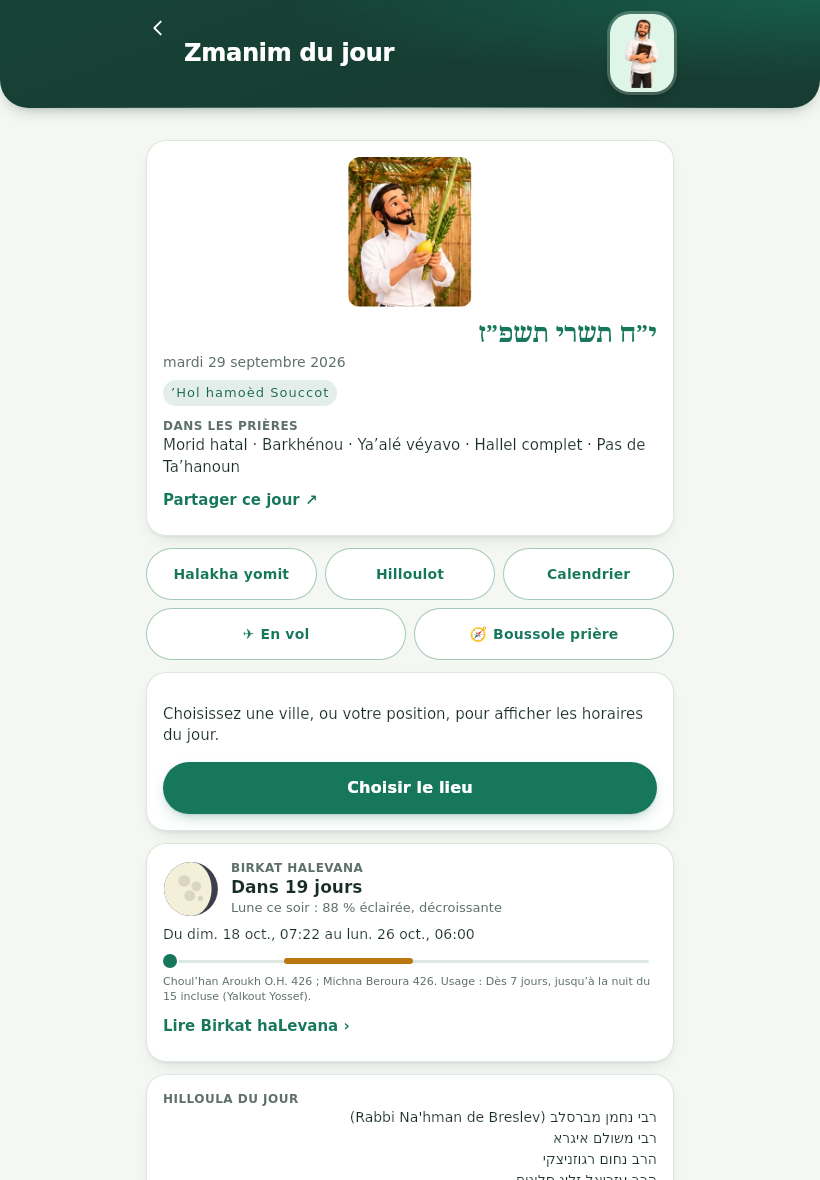 Zmanim du jour
י״ח תשרי תשפ״ז
mardi 29 septembre 2026
’Hol hamoèd Souccot
DANS LES PRIÈRES
Morid hatal · Barkhénou · Ya’alé véyavo · Hallel complet · Pas de
Ta’hanoun
Partager ce jour ↗
Halakha yomit
Hilloulot
Calendrier
✈ En vol
🧭 Boussole prière
Choisissez une ville, ou votre position, pour afficher les horaires
du jour.
Choisir le lieu
BIRKAT HALEVANA
Dans 19 jours
Lune ce soir : 88 % éclairée, décroissante
Du dim. 18 oct., 07:22 au lun. 26 oct., 06:00
Choul’han Aroukh O.H. 426 ; Michna Beroura 426. Usage : Dès 7 jours, jusqu’à la nuit du
15 incluse (Yalkout Yossef).
Lire Birkat haLevana ›
HILLOULA DU JOUR
רבי נחמן מברסלב (Rabbi Na'hman de Breslev)
רבי משולם איגרא
הרב נחום רגוזניצקי